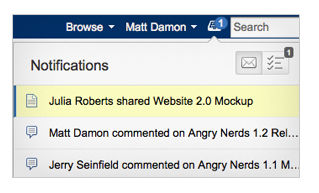 Browse Matt Damon 1 Search
Notifications 1
Julia Roberts shared Website 2.0 Mockup
Matt Damon commented on Angry Nerds 1.2 Rel...
Jerry Seinfield commented on Angry Nerds 1.1 M...